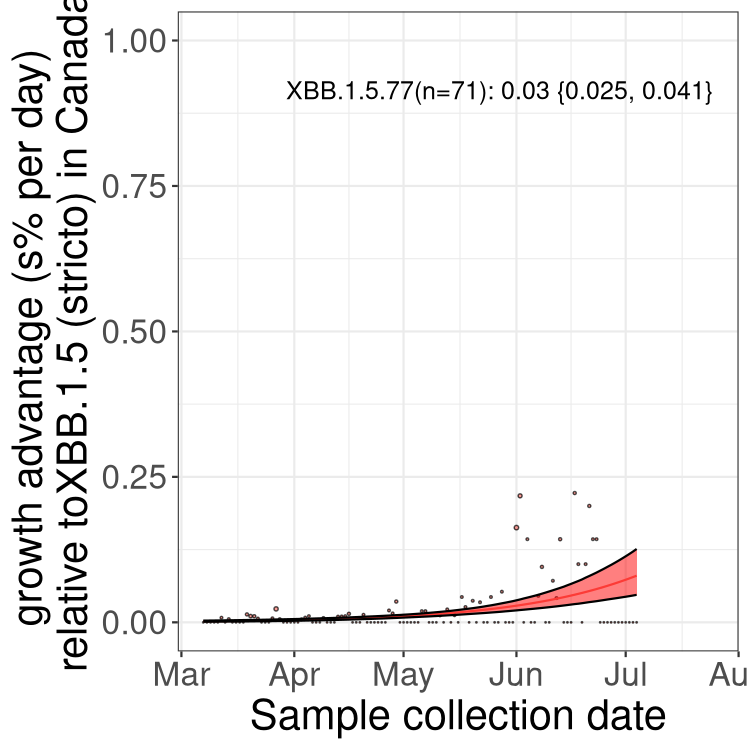 growth advantage (s% per day)
relative toXBB.1.5 (stricto) in Canada
1.00
0.75
0.50
0.25
0.00
XBB.1.5.77(n=71): 0.03 {0.025, 0.041}
Mar Apr May Jun Jul Au
Sample collection date